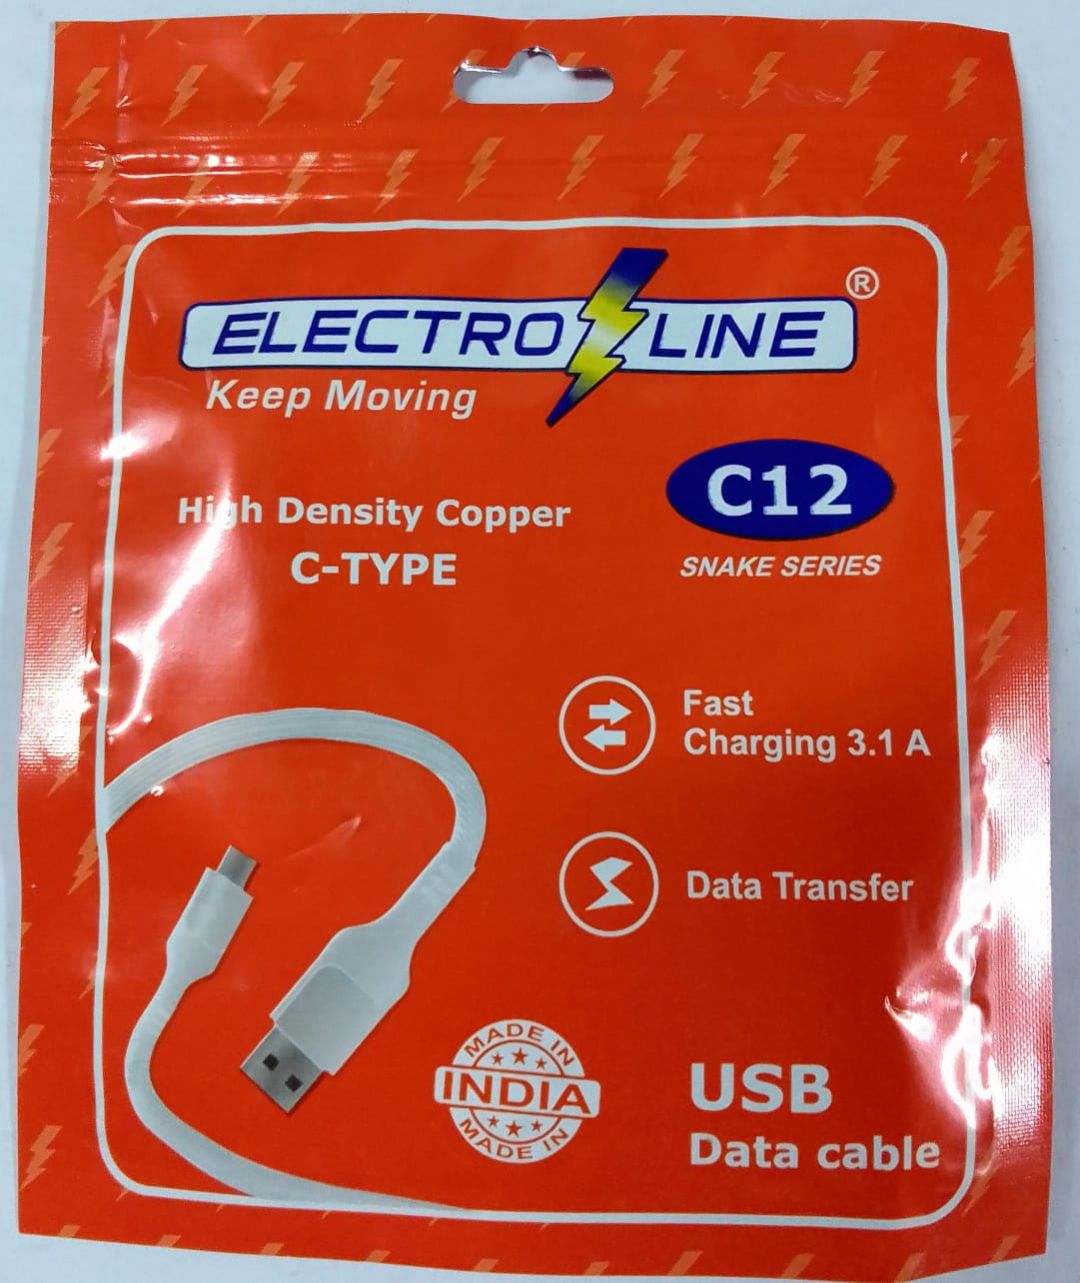 ELECTRO LINE ®
Keep Moving
High Density Copper
C-TYPE
C12
SNAKE SERIES
Fast
Charging 3.1 A
Data Transfer
MADE IN
INDIA
MADE IN
USB
Data cable